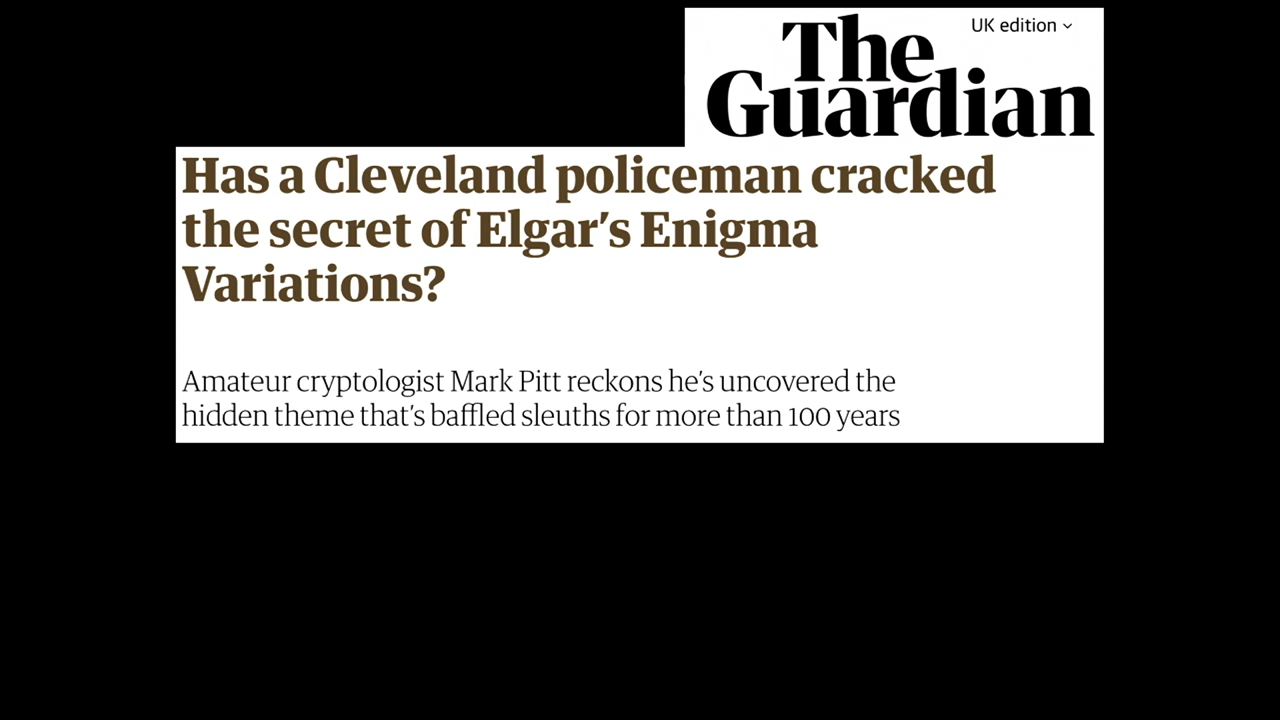 UK edition
The
Guardian
Has a Cleveland policeman cracked
the secret of Elgar’s Enigma
Variations?
Amateur cryptologist Mark Pitt reckons he’s uncovered the
hidden theme that’s baffled sleuths for more than 100 years